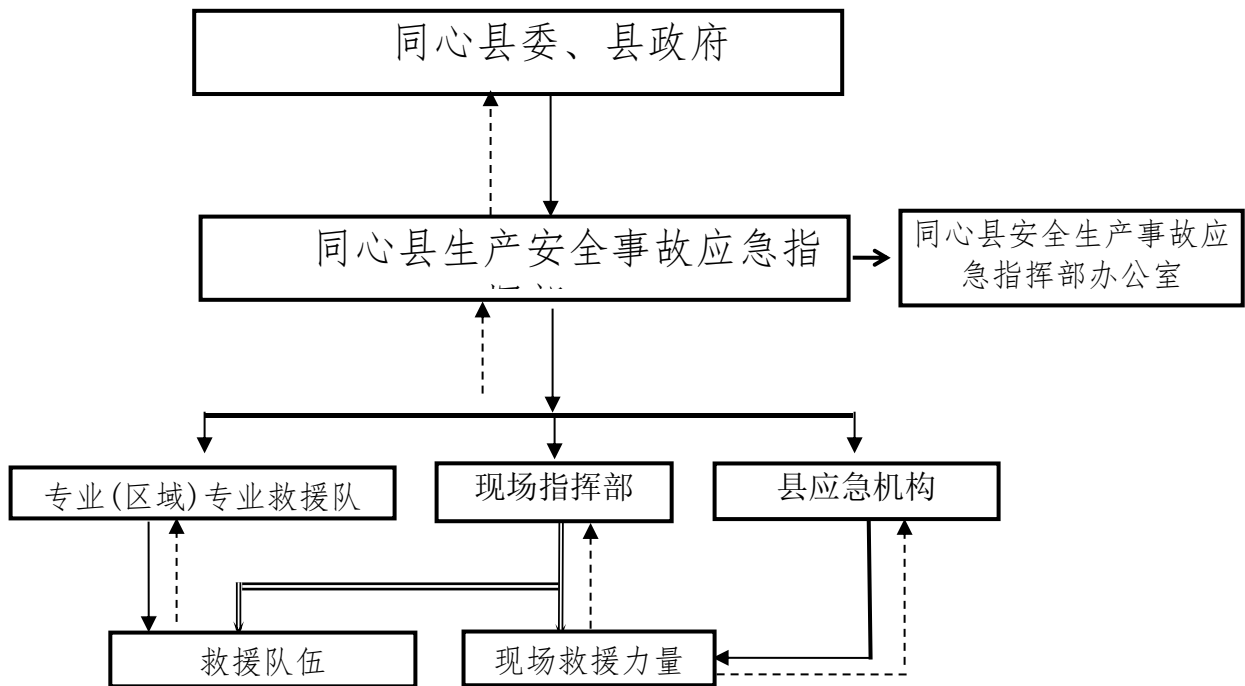 同心县委、县政府
同心县生产安全事故应急指
同心县安全生产事故应
急指挥部办公室
专业(区域)专业救援队
现场指挥部
县应急机构
救援队伍
现场救援力量